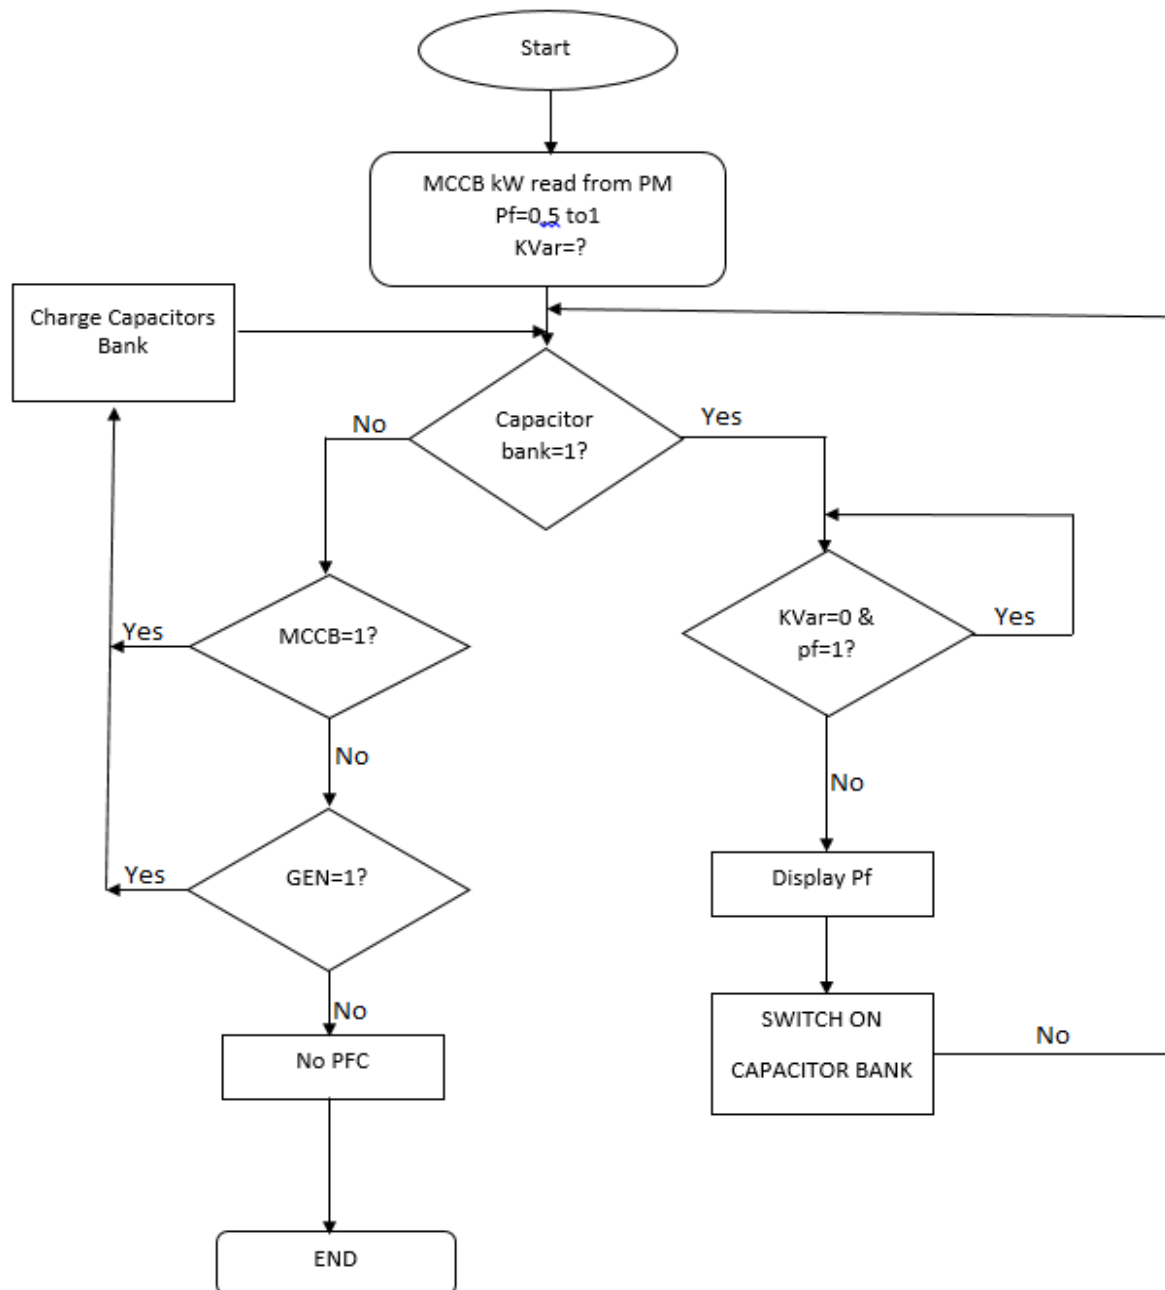 Start
MCCB kW read from PM
Pf=0.5 to1
KVar=?
Charge Capacitors
Bank
Capacitor
bank=1?
No
Yes
MCCB=1?
Yes
No
KVar=0 &
pf=1?
Yes
No
GEN=1?
Yes
No
Display Pf
SWITCH ON
CAPACITOR BANK
No
No PFC
END